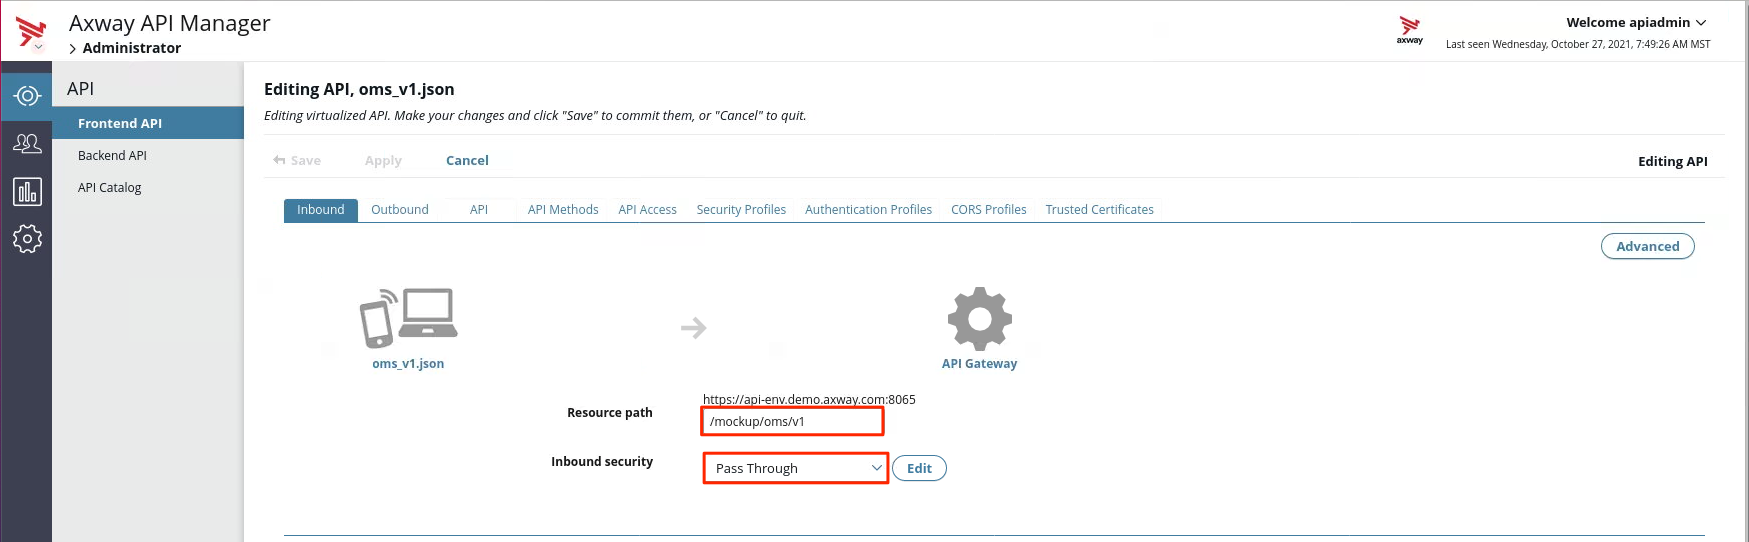 Axway API Manager
Administrator
axway
Welcome apiadmin
Last seen Wednesday, October 27, 2021, 7:49:26 AM MST
API
Frontend API
Backend API
API Catalog
Editing API, oms_v1.json
Editing virtualized API. Make your changes and click "Save" to commit them, or "Cancel" to quit.
Save Apply Cancel Editing API
Inbound Outbound API API Methods API Access Security Profiles Authentication Profiles CORS Profiles Trusted Certificates
Advanced
oms_v1.json API Gateway
https://api-env.demo.axway.com:8065
Resource path
/mockup/oms/v1
Inbound security Pass Through Edit